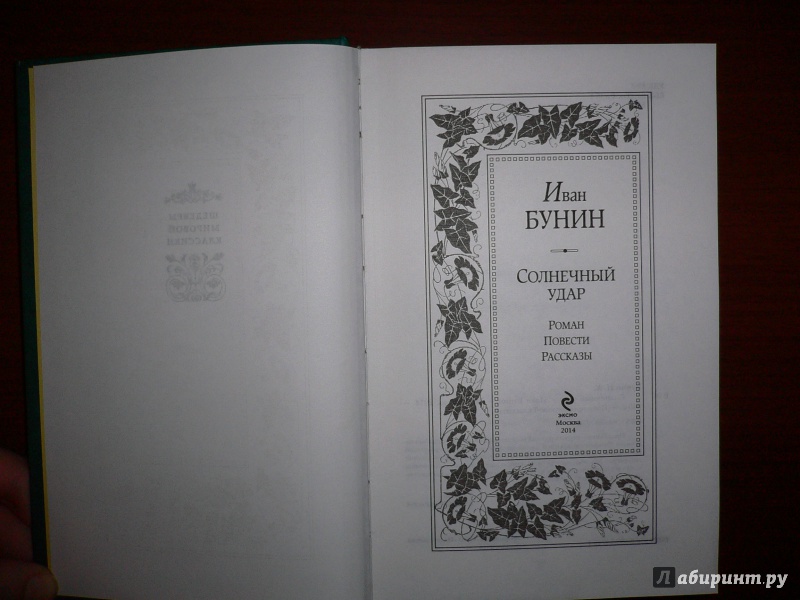 Иван
БУНИН
СОЛНЕЧНЫЙ
УДАР
РОМАН
ПОВЕСТИ
РАССКАЗЫ
ЭКСМО
Москва
2014
Лабиринт.ру